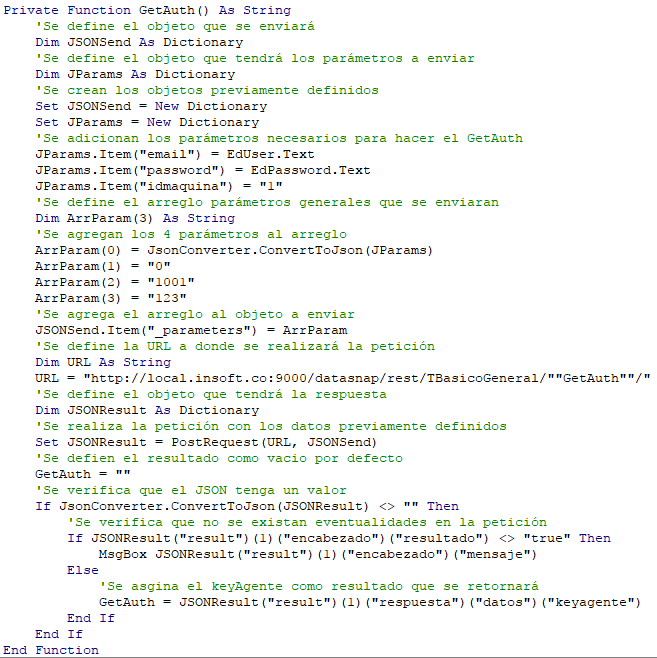 Private Function GetAuth() As String
'Se define el objeto que se enviará
Dim JSONSend As Dictionary
'Se define el objeto que tendrá los parámetros a enviar
Dim JParams As Dictionary
'Se crean los objetos previamente definidos
Set JSONSend = New Dictionary
Set JParams = New Dictionary
'Se adicionan los parámetros necesarios para hacer el GetAuth
JParams.Item("email") = EdUser.Text
JParams.Item("password") = EdPassword.Text
JParams.Item("idmaquina") = "1"
'Se define el arreglo parámetros generales que se enviaran
Dim ArrParam(3) As String
'Se agregan los 4 parámetros al arreglo
ArrParam(0) = JsonConverter.ConvertToJson(JParams)
ArrParam(1) = "0"
ArrParam(2) = "1001"
ArrParam(3) = "123"
'Se agrega el arreglo al objeto a enviar
JSONSend.Item("_parameters") = ArrParam
'Se define la URL a donde se realizará la petición
Dim URL As String
URL = "http://local.insoft.co:9000/datasnap/rest/TBasicoGeneral/""GetAuth""/"
'Se define el objeto que tendrá la respuesta
Dim JSONResult As Dictionary
'Se realiza la petición con los datos previamente definidos
Set JSONResult = PostRequest(URL, JSONSend)
'Se defien el resultado como vacio por defecto
GetAuth = ""
'Se verifica que el JSON tenga un valor
If JsonConverter.ConvertToJson(JSONResult) <> "" Then
'Se verifica que no se existan eventualidades en la petición
If JSONResult("result")(1)("encabezado")("resultado") <> "true" Then
MsgBox JSONResult("result")(1)("encabezado")("mensaje")
Else
'Se asgina el keyAgente como resultado que se retornará
GetAuth = JSONResult("result")(1)("respuesta")("datos")("keyagente")
End If
End If
End Function